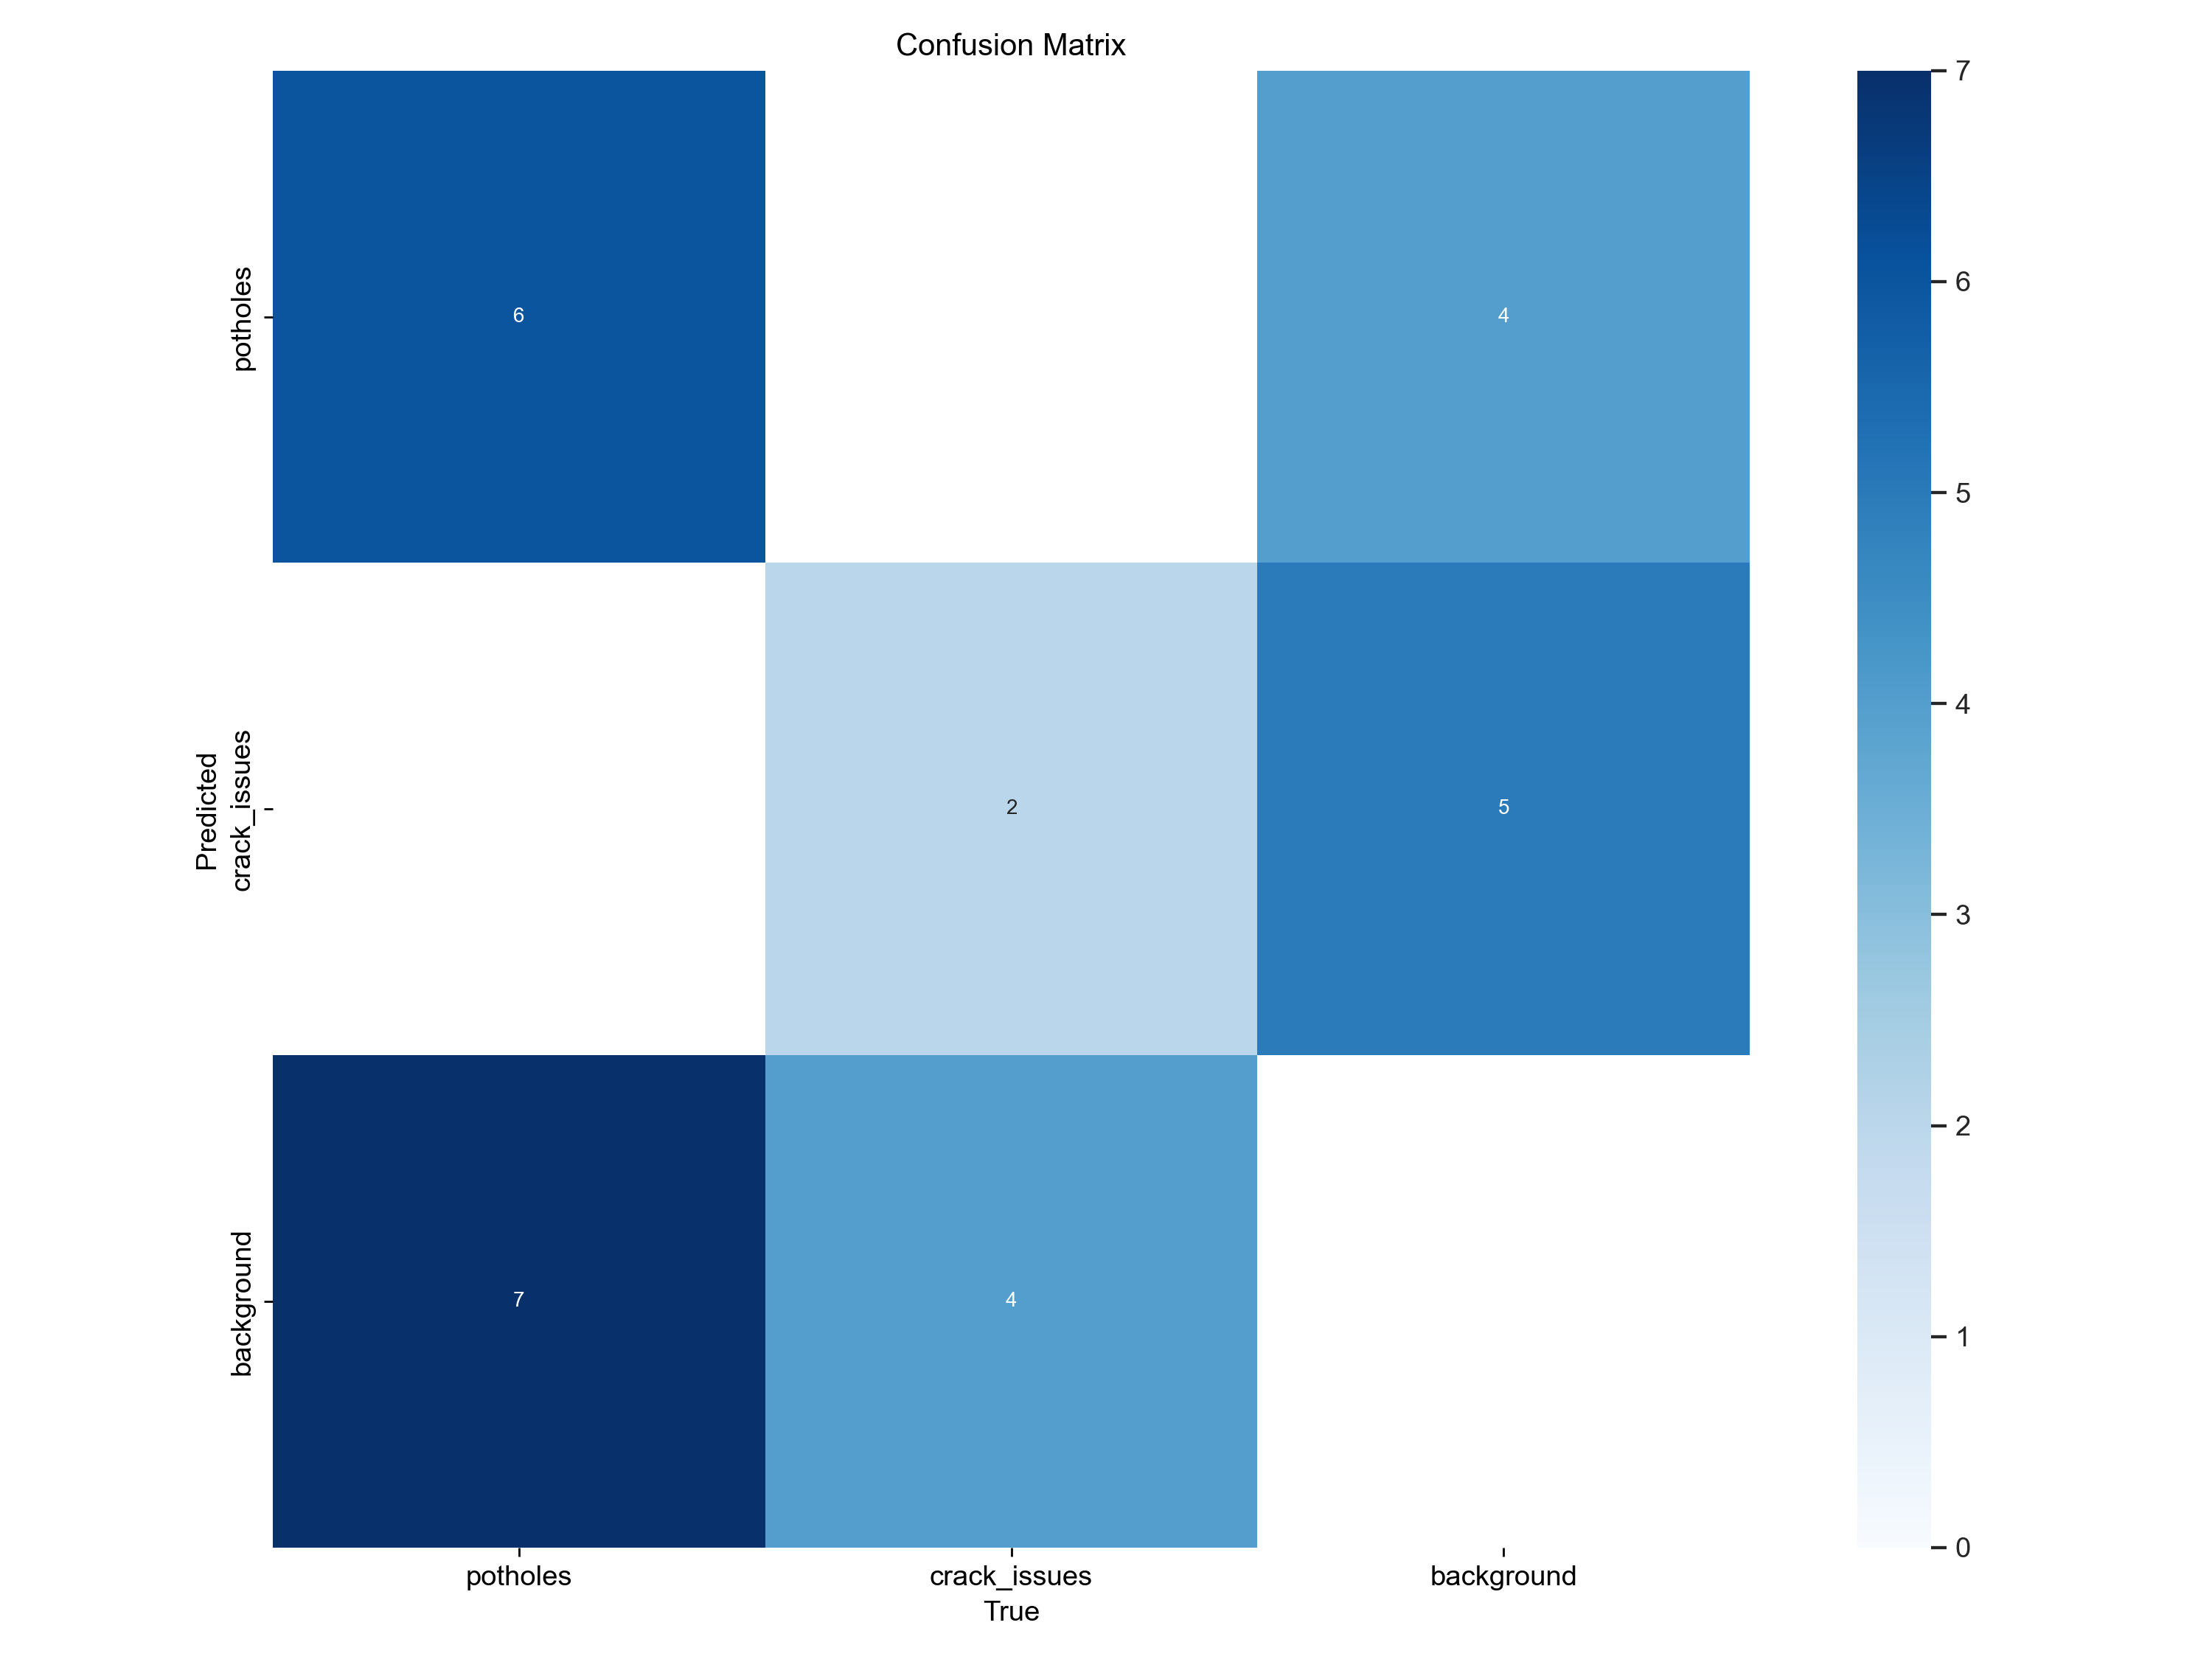 Confusion Matrix
potholes
6
4
Predicted
crack_issues
2
5
background
7
4
potholes
crack_issues
background
True
7
6
5
4
3
2
1
0